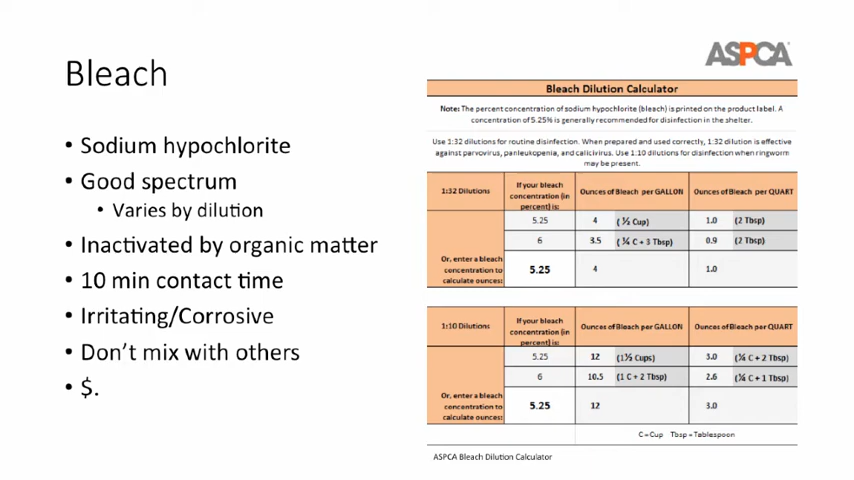 Bleach
• Sodium hypochlorite
• Good spectrum
• Varies by dilution
• Inactivated by organic matter
• 10 min contact time
• Irritating/Corrosive
• Don't mix with others
• $.
ASPCA
Bleach Dilution Calculator
Note: The percent concentration of sodium hypochlorite (bleach) is printed on the product label. A
concentration of 5.25% is generally recommended for disinfection in the shelter.
Use 1:32 dilutions for routine disinfection. When prepared and used correctly, 1:32 dilution is effective
against parvovirus, panleukopenia, and calicivirus. Use 1:10 dilutions for disinfection when ringworm
may be present.
1:32 Dilutions
If your bleach
concentration (in
percent) is:
Ounces of Bleach per GALLON
Ounces of Bleach per QUART
5.25 4 (½ Cup) 1.0 (2 Tbsp)
6 3.5 (¼ C + 3 Tbsp) 0.9 (2 Tbsp)
Or, enter a bleach
concentration to
calculate ounces:
5.25 4 1.0
1:10 Dilutions
If your bleach
concentration (in
percent) is:
Ounces of Bleach per GALLON
Ounces of Bleach per QUART
5.25 12 (1½ Cups) 3.0 (¼ C + 2 Tbsp)
6 10.5 (1 C + 2 Tbsp) 2.6 (¼ C + 1 Tbsp)
Or, enter a bleach
concentration to
calculate ounces:
5.25 12 3.0
C = Cup Tbsp = Tablespoon
ASPCA Bleach Dilution Calculator